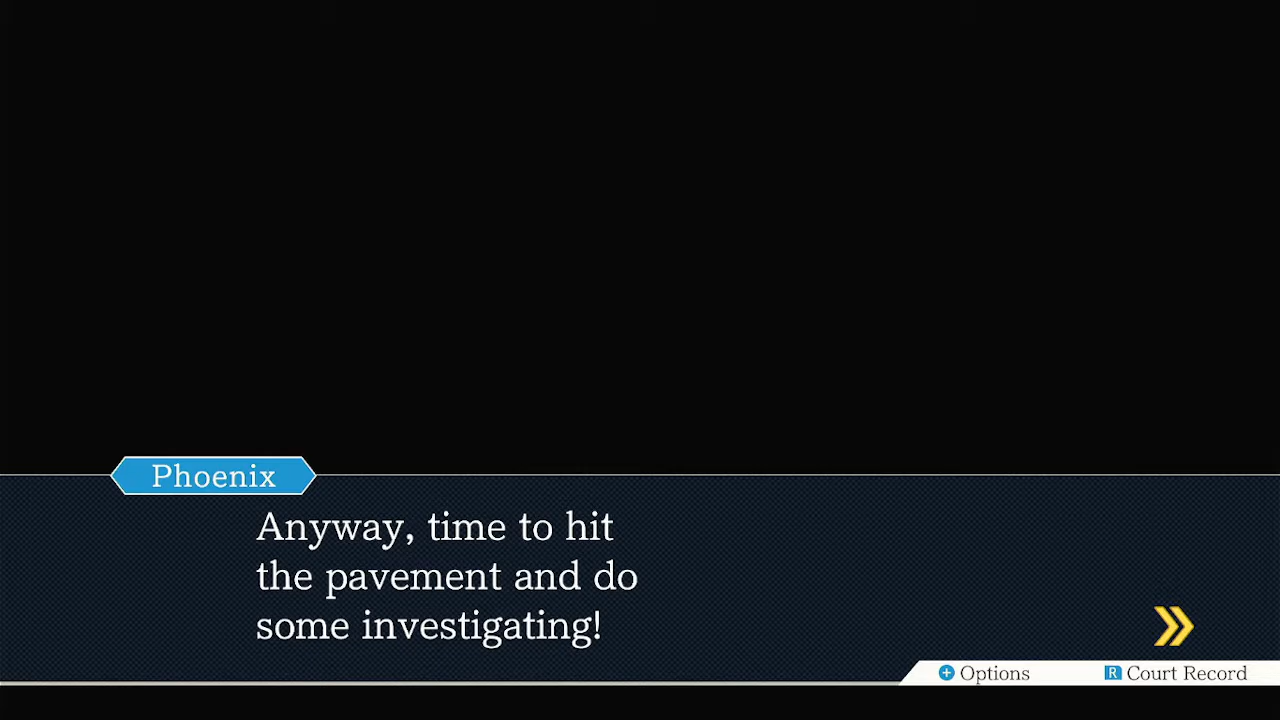 Phoenix
Anyway, time to hit
the pavement and do
some investigating!
+ Options
R Court Record